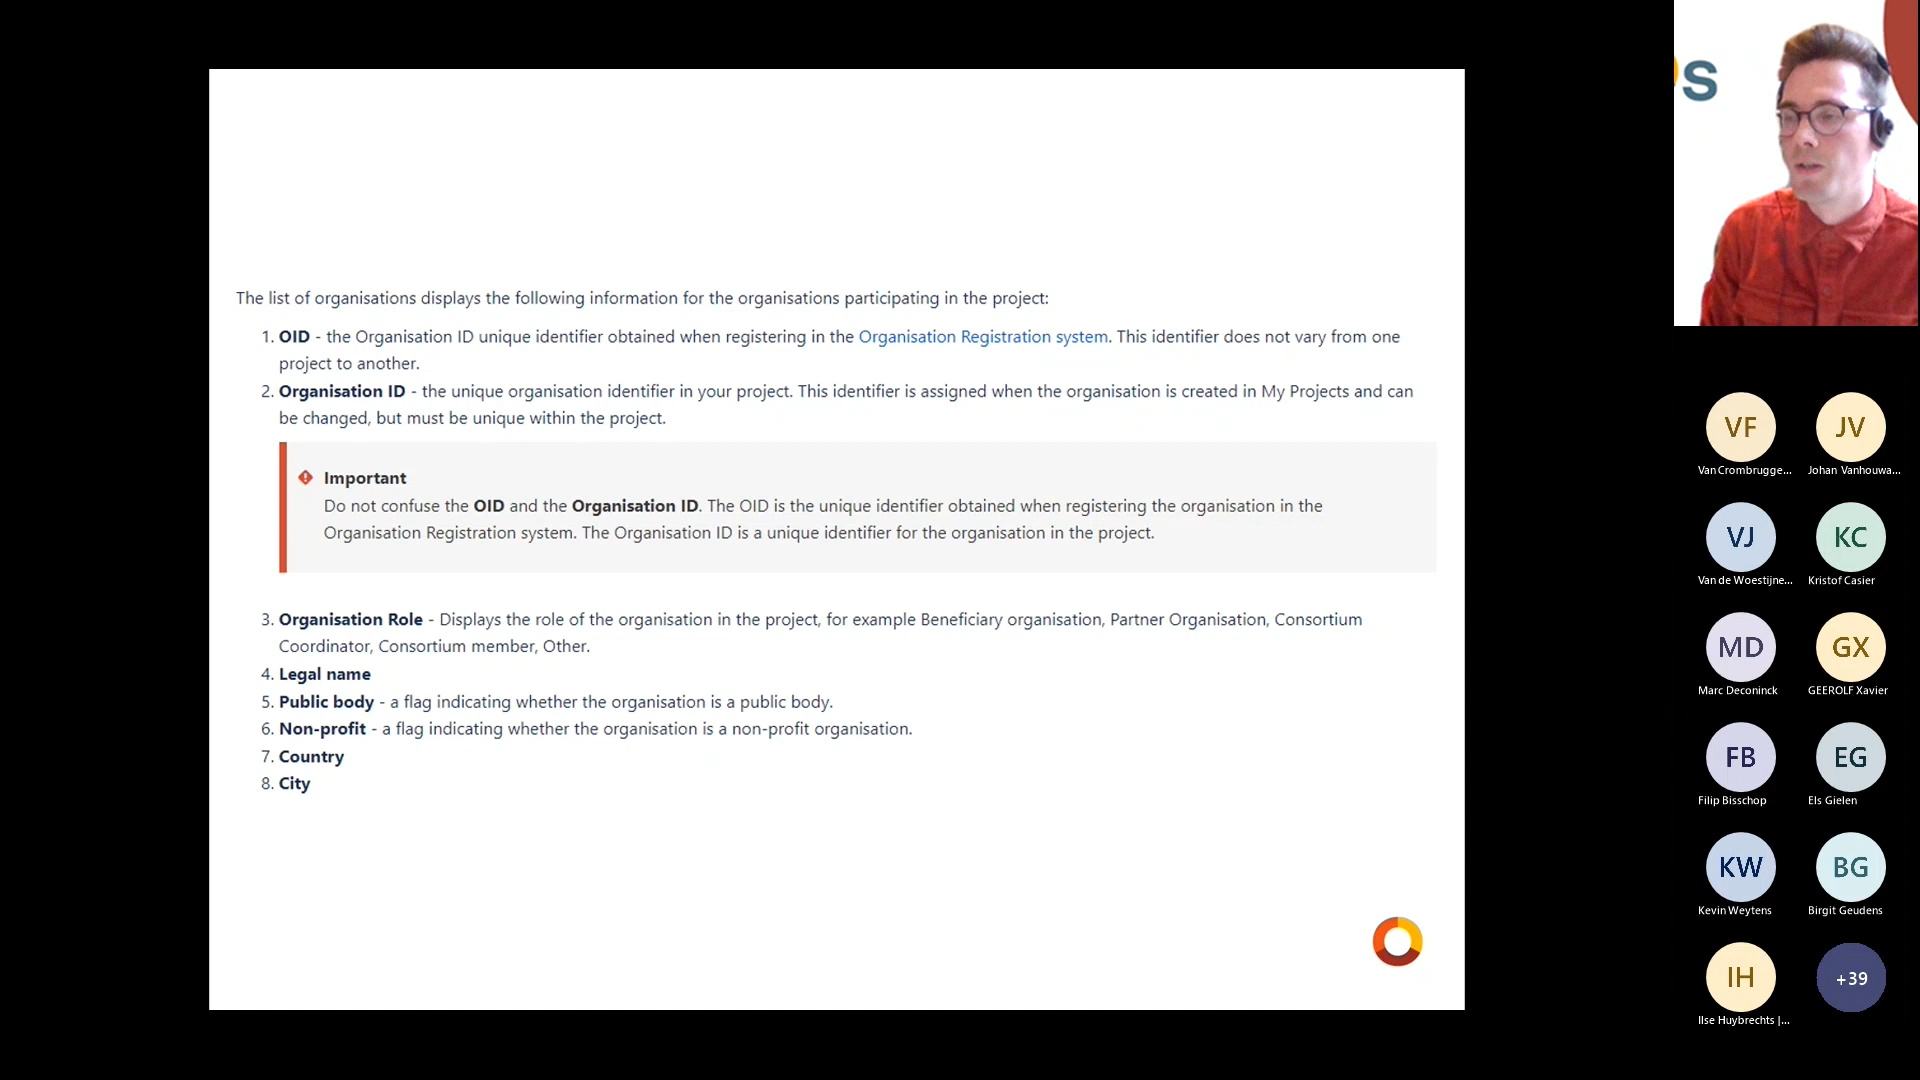 The list of organisations displays the following information for the organisations participating in the project:
1. OID - the Organisation ID unique identifier obtained when registering in the Organisation Registration system. This identifier does not vary from one
project to another.
2. Organisation ID - the unique organisation identifier in your project. This identifier is assigned when the organisation is created in My Projects and can
be changed, but must be unique within the project.
Important
Do not confuse the OID and the Organisation ID. The OID is the unique identifier obtained when registering the organisation in the
Organisation Registration system. The Organisation ID is a unique identifier for the organisation in the project.
3. Organisation Role - Displays the role of the organisation in the project, for example Beneficiary organisation, Partner Organisation, Consortium
Coordinator, Consortium member, Other.
4. Legal name
5. Public body - a flag indicating whether the organisation is a public body.
6. Non-profit - a flag indicating whether the organisation is a non-profit organisation.
7. Country
8. City
s
VF
Van Crombrugge...
JV
Johan Vanhouwa...
VJ
Van de Woestijne...
KC
Kristof Casier
MD
Marc Deconinck
GX
GEEROLF Xavier
FB
Filip Bisschop
EG
Els Gielen
KW
Kevin Weytens
BG
Birgit Geudens
IH
Ilse Huybrechts |...
+39